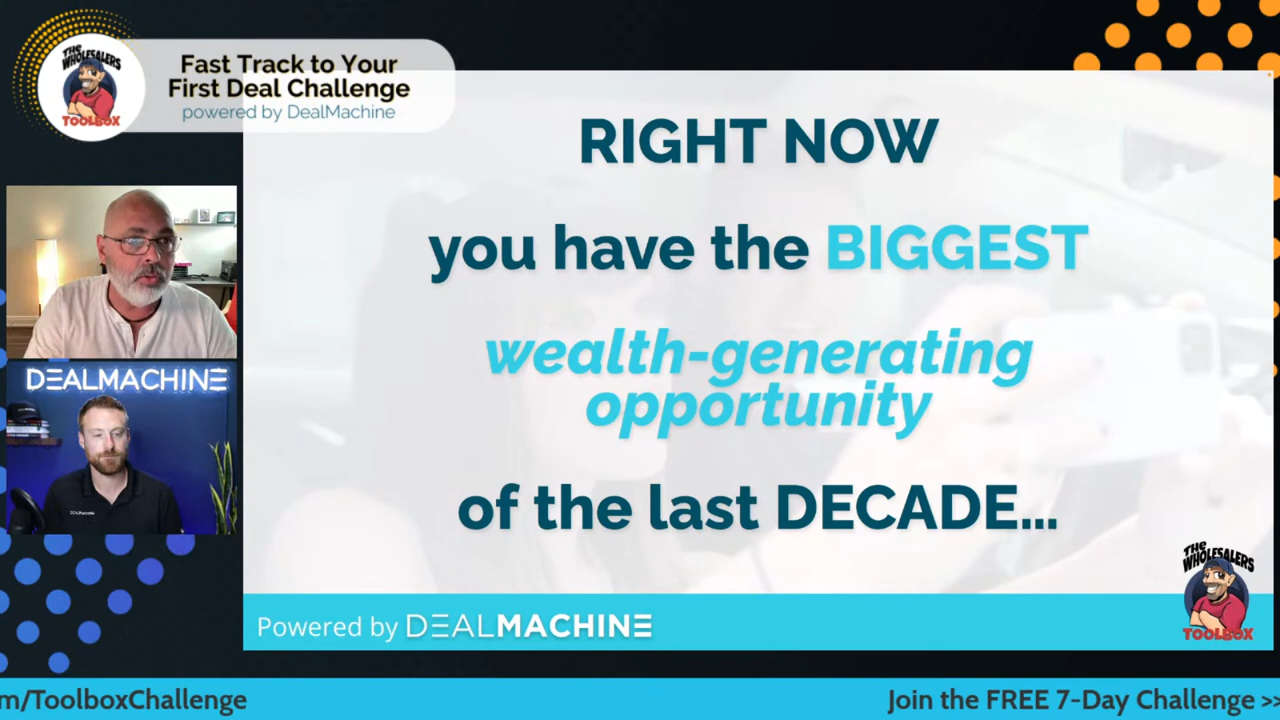 THE
WHOLESALERS
TOOLBOX
Fast Track to Your
First Deal Challenge
powered by DealMachine
RIGHT NOW
you have the BIGGEST
wealth-generating
opportunity
of the last DECADE...
DEALMACHINE
DEALMACHINE
THE
WHOLESALERS
TOOLBOX
Powered by DEALMACHINE
m/ToolboxChallenge
Join the FREE 7-Day Challenge >>